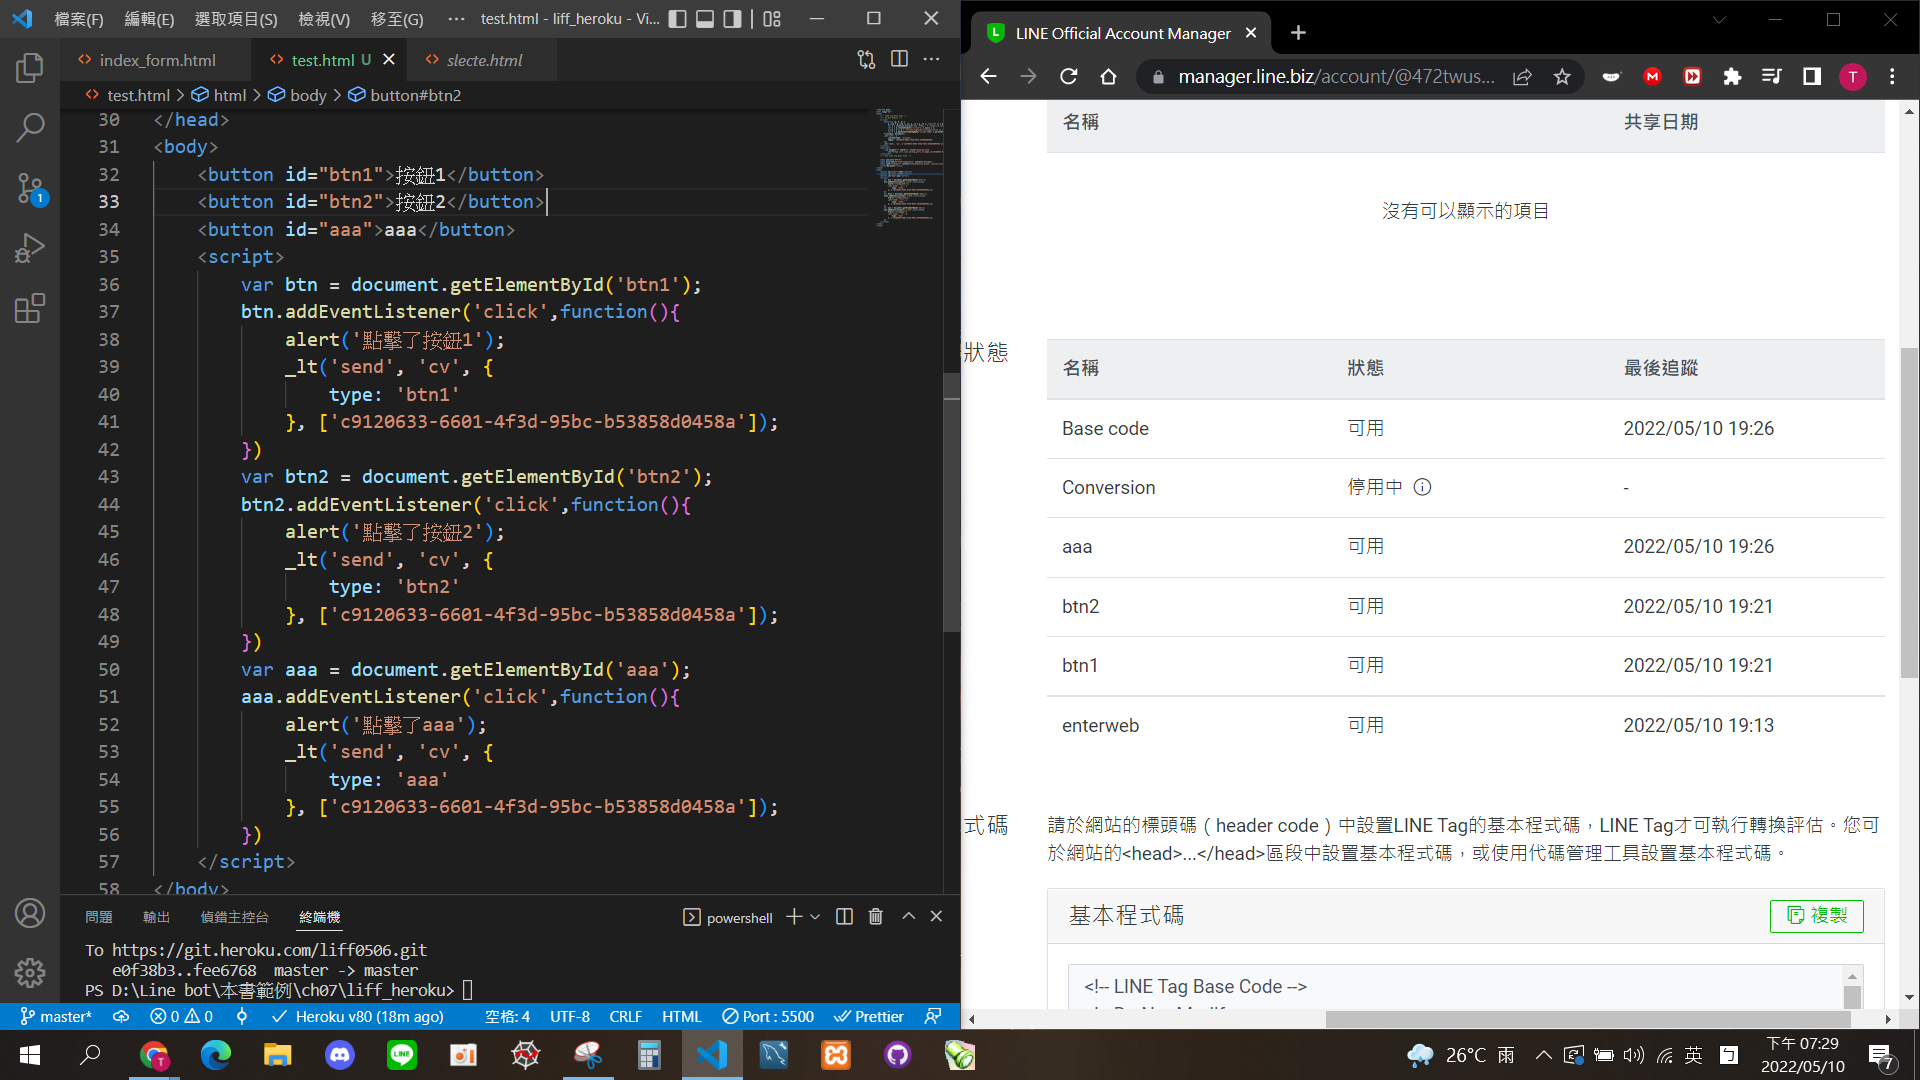 檔案(F) 編輯(E) 選取項目(S) 檢視(V) 移至(G) ··· test.html - liff_heroku - Vi...
index_form.html test.html U slecte.html
test.html > html > body > button#btn2
30 </head>
31 <body>
32 <button id="btn1">按鈕1</button>
33 <button id="btn2">按鈕2</button>
34 <button id="aaa">aaa</button>
35 <script>
36 var btn = document.getElementById('btn1');
37 btn.addEventListener('click',function(){
38 alert('點擊了按鈕1');
39 _lt('send', 'cv', {
40 type: 'btn1'
41 }, ['c9120633-6601-4f3d-95bc-b53858d0458a']);
42 })
43 var btn2 = document.getElementById('btn2');
44 btn2.addEventListener('click',function(){
45 alert('點擊了按鈕2');
46 _lt('send', 'cv', {
47 type: 'btn2'
48 }, ['c9120633-6601-4f3d-95bc-b53858d0458a']);
49 })
50 var aaa = document.getElementById('aaa');
51 aaa.addEventListener('click',function(){
52 alert('點擊了aaa');
53 _lt('send', 'cv', {
54 type: 'aaa'
55 }, ['c9120633-6601-4f3d-95bc-b53858d0458a']);
56 })
57 </script>
58 </body>
1
問題 輸出 偵錯主控台 終端機 powershell
To https://git.heroku.com/liff0506.git
e0f38b3..fee6768 master -> master
PS D:\Line bot\本書範例\ch07\liff_heroku>
master* 0 0 Heroku v80 (18m ago) 空格: 4 UTF-8 CRLF HTML Port : 5500 Prettier
LINE Official Account Manager
manager.line.biz/account/@472twus... T
名稱 共享日期
沒有可以顯示的項目
狀態
名稱 狀態 最後追蹤
Base code 可用 2022/05/10 19:26
Conversion 停用中 -
aaa 可用 2022/05/10 19:26
btn2 可用 2022/05/10 19:21
btn1 可用 2022/05/10 19:21
enterweb 可用 2022/05/10 19:13
式碼
請於網站的標頭碼（header code）中設置LINE Tag的基本程式碼，LINE Tag才可執行轉換評估。您可
於網站的<head>...</head>區段中設置基本程式碼，或使用代碼管理工具設置基本程式碼。
基本程式碼 複製
<!-- LINE Tag Base Code -->
26°C 雨 英 ㄅ 下午 07:29
2022/05/10 7